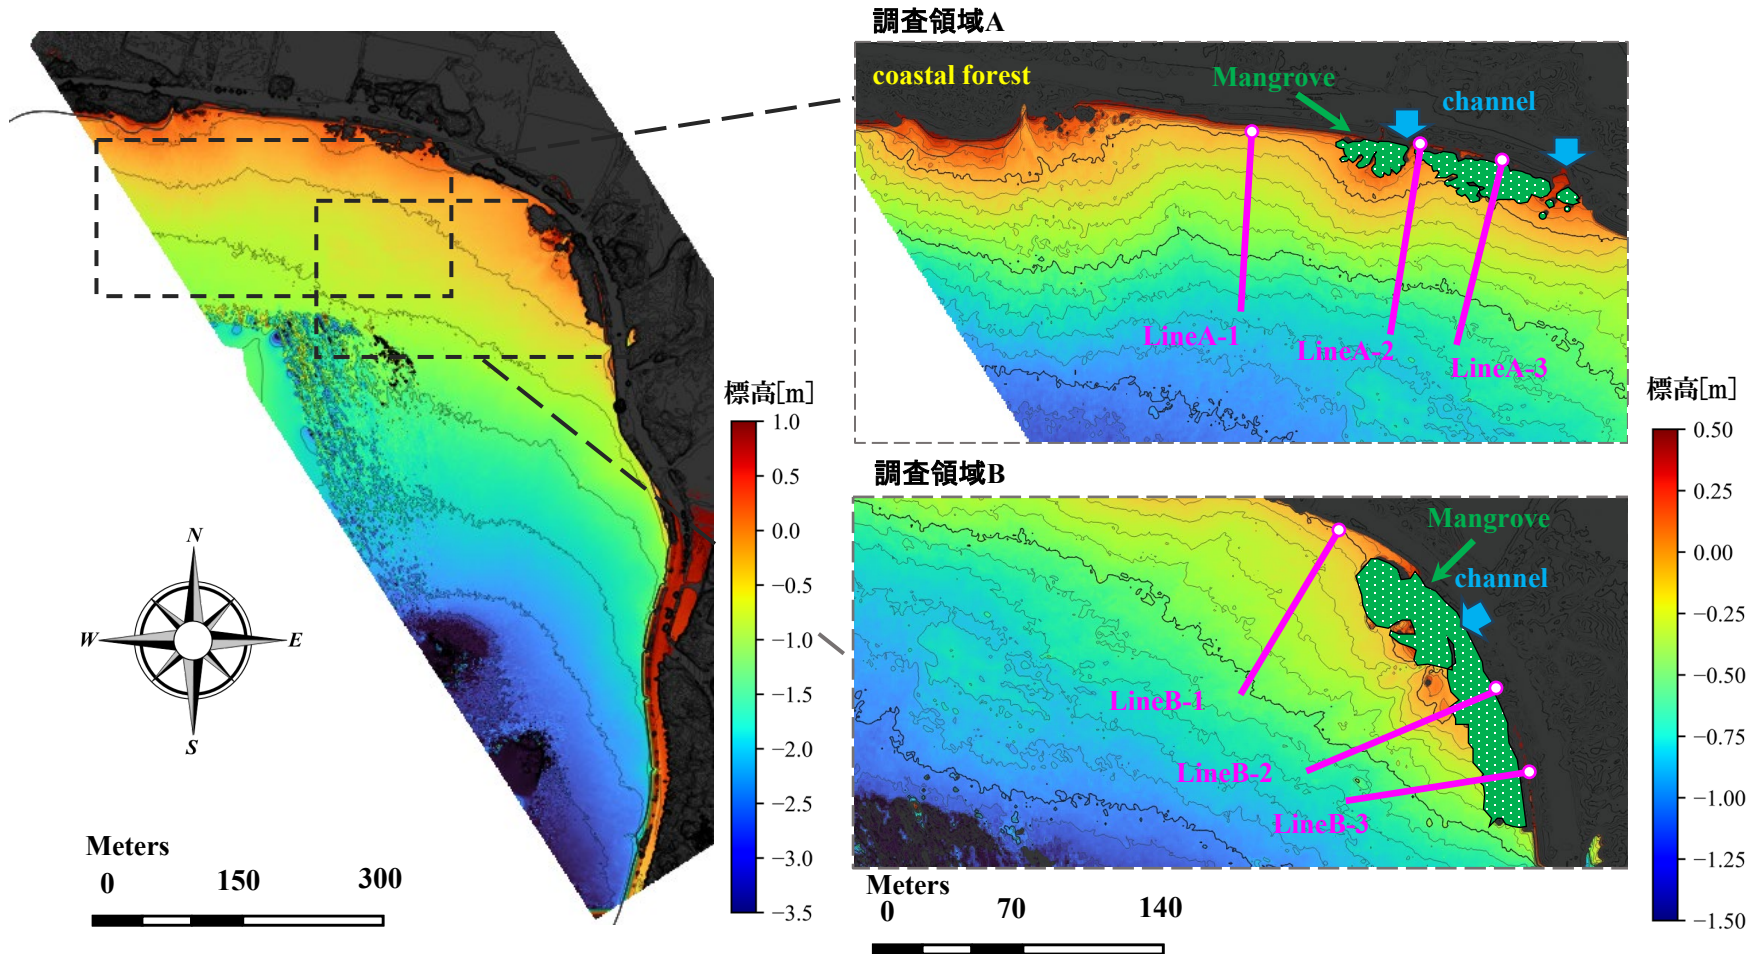 調査領域A
coastal forest
Mangrove
channel
LineA-1
LineA-2
LineA-3
標高[m]
1.0
0.5
0.0
−0.5
−1.0
−1.5
−2.0
−2.5
−3.0
−3.5
N
W
E
S
Meters
0 150 300
調査領域B
Mangrove
channel
LineB-1
LineB-2
LineB-3
Meters
0 70 140
標高[m]
0.50
0.25
0.00
−0.25
−0.50
−0.75
−1.00
−1.25
−1.50